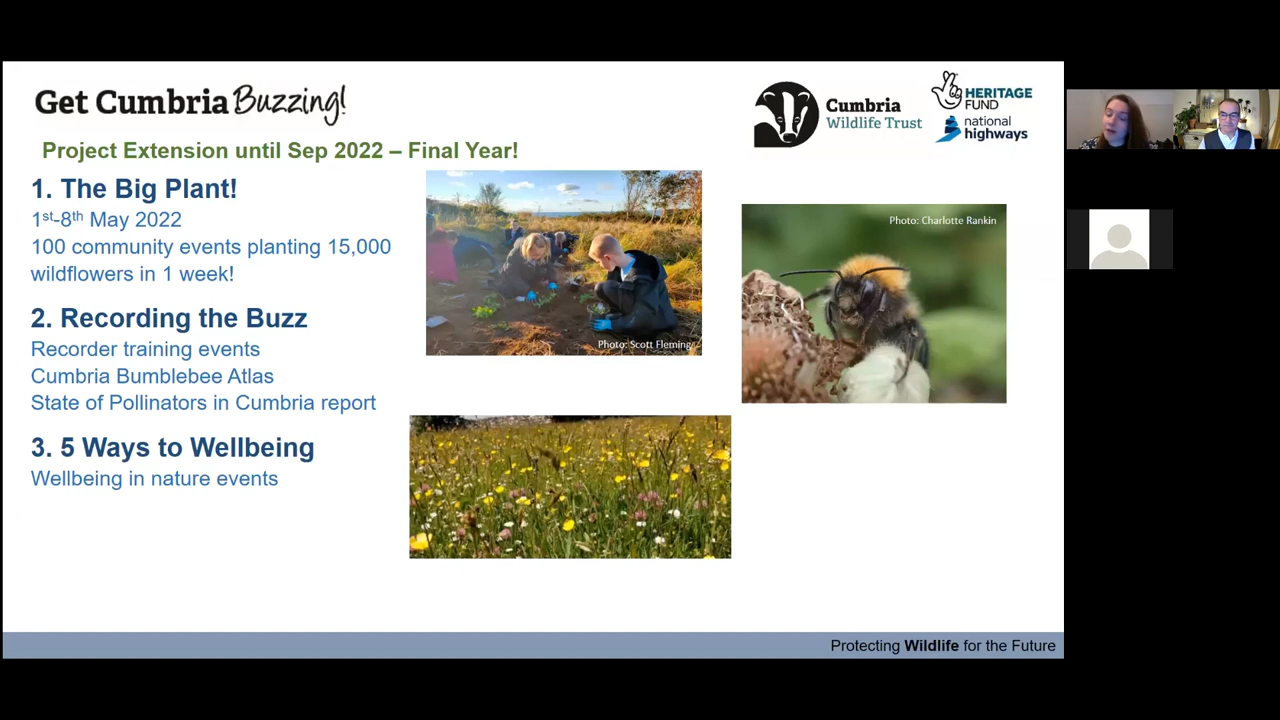 Get Cumbria Buzzing!
Cumbria
Wildlife Trust
HERITAGE
FUND
national
highways
Project Extension until Sep 2022 – Final Year!
1. The Big Plant!
1st-8th May 2022
100 community events planting 15,000
wildflowers in 1 week!
2. Recording the Buzz
Recorder training events
Cumbria Bumblebee Atlas
State of Pollinators in Cumbria report
3. 5 Ways to Wellbeing
Wellbeing in nature events
Photo: Scott Fleming
Photo: Charlotte Rankin
Protecting Wildlife for the Future